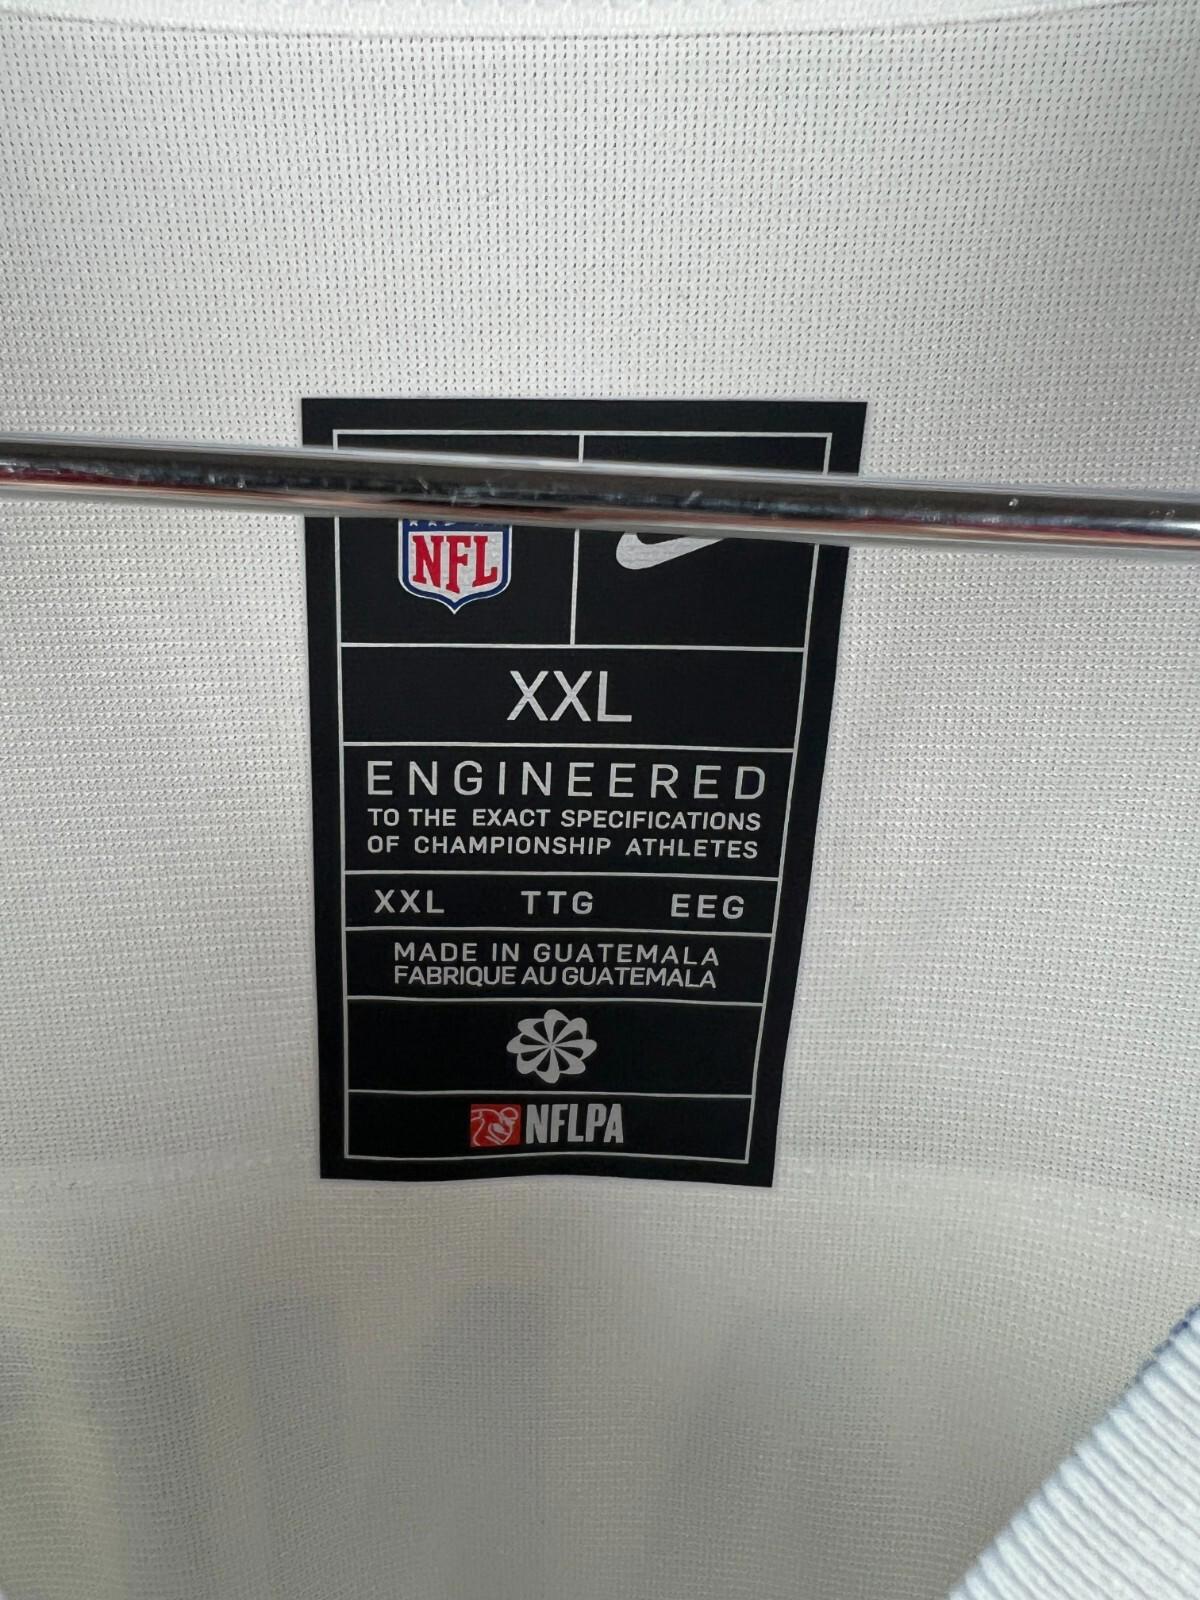 NFL
XXL
ENGINEERED
TO THE EXACT SPECIFICATIONS
OF CHAMPIONSHIP ATHLETES
XXL TTG EEG
MADE IN GUATEMALA
FABRIQUE AU GUATEMALA
NFLPA